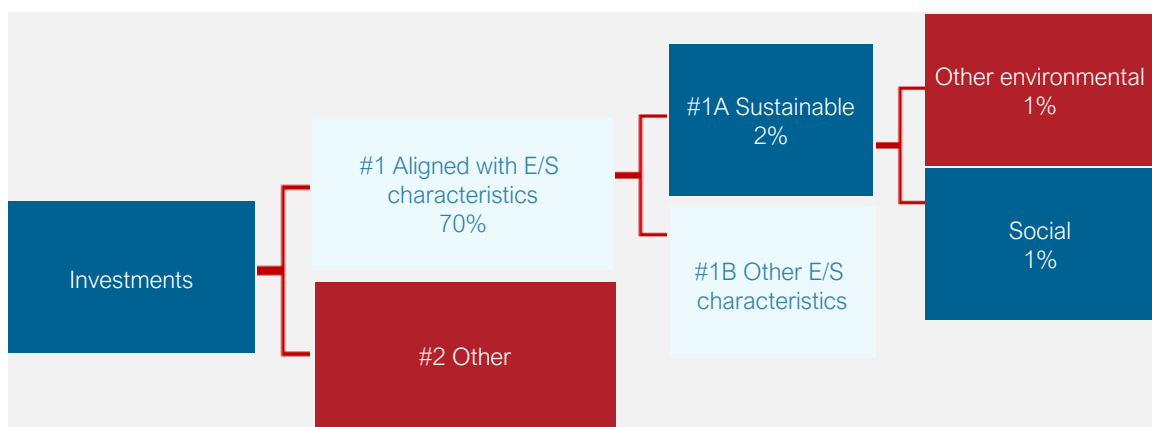 Investments
#1 Aligned with E/S
characteristics
70%
#2 Other
#1A Sustainable
2%
#1B Other E/S
characteristics
Other environmental
1%
Social
1%